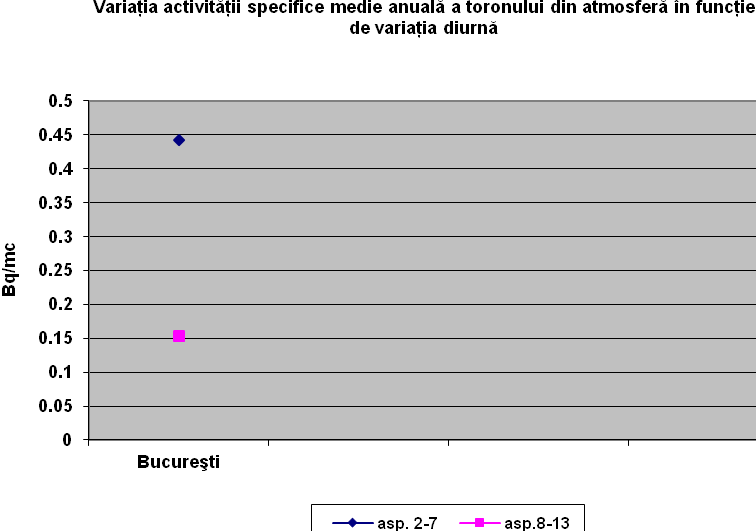 Variația activității specifice medie anuală a toronului din atmosferă în funcție
de variația diurnă
0.5
0.45
0.4
0.35
0.3
0.25
0.2
0.15
0.1
0.05
0
Bq/mc
Bucureşti
asp. 2-7
asp.8-13